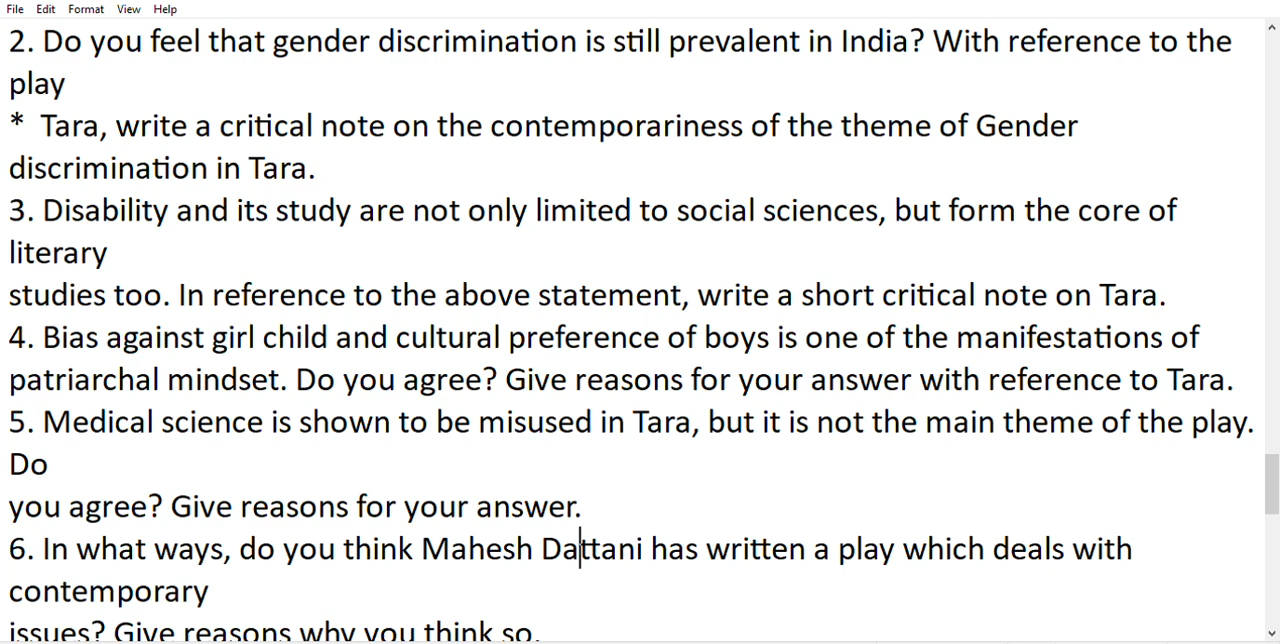 File Edit Format View Help
2. Do you feel that gender discrimination is still prevalent in India? With reference to the
play
* Tara, write a critical note on the contemporariness of the theme of Gender
discrimination in Tara.
3. Disability and its study are not only limited to social sciences, but form the core of
literary
studies too. In reference to the above statement, write a short critical note on Tara.
4. Bias against girl child and cultural preference of boys is one of the manifestations of
patriarchal mindset. Do you agree? Give reasons for your answer with reference to Tara.
5. Medical science is shown to be misused in Tara, but it is not the main theme of the play.
Do
you agree? Give reasons for your answer.
6. In what ways, do you think Mahesh Dattani has written a play which deals with
contemporary
issues? Give reasons why you think so.